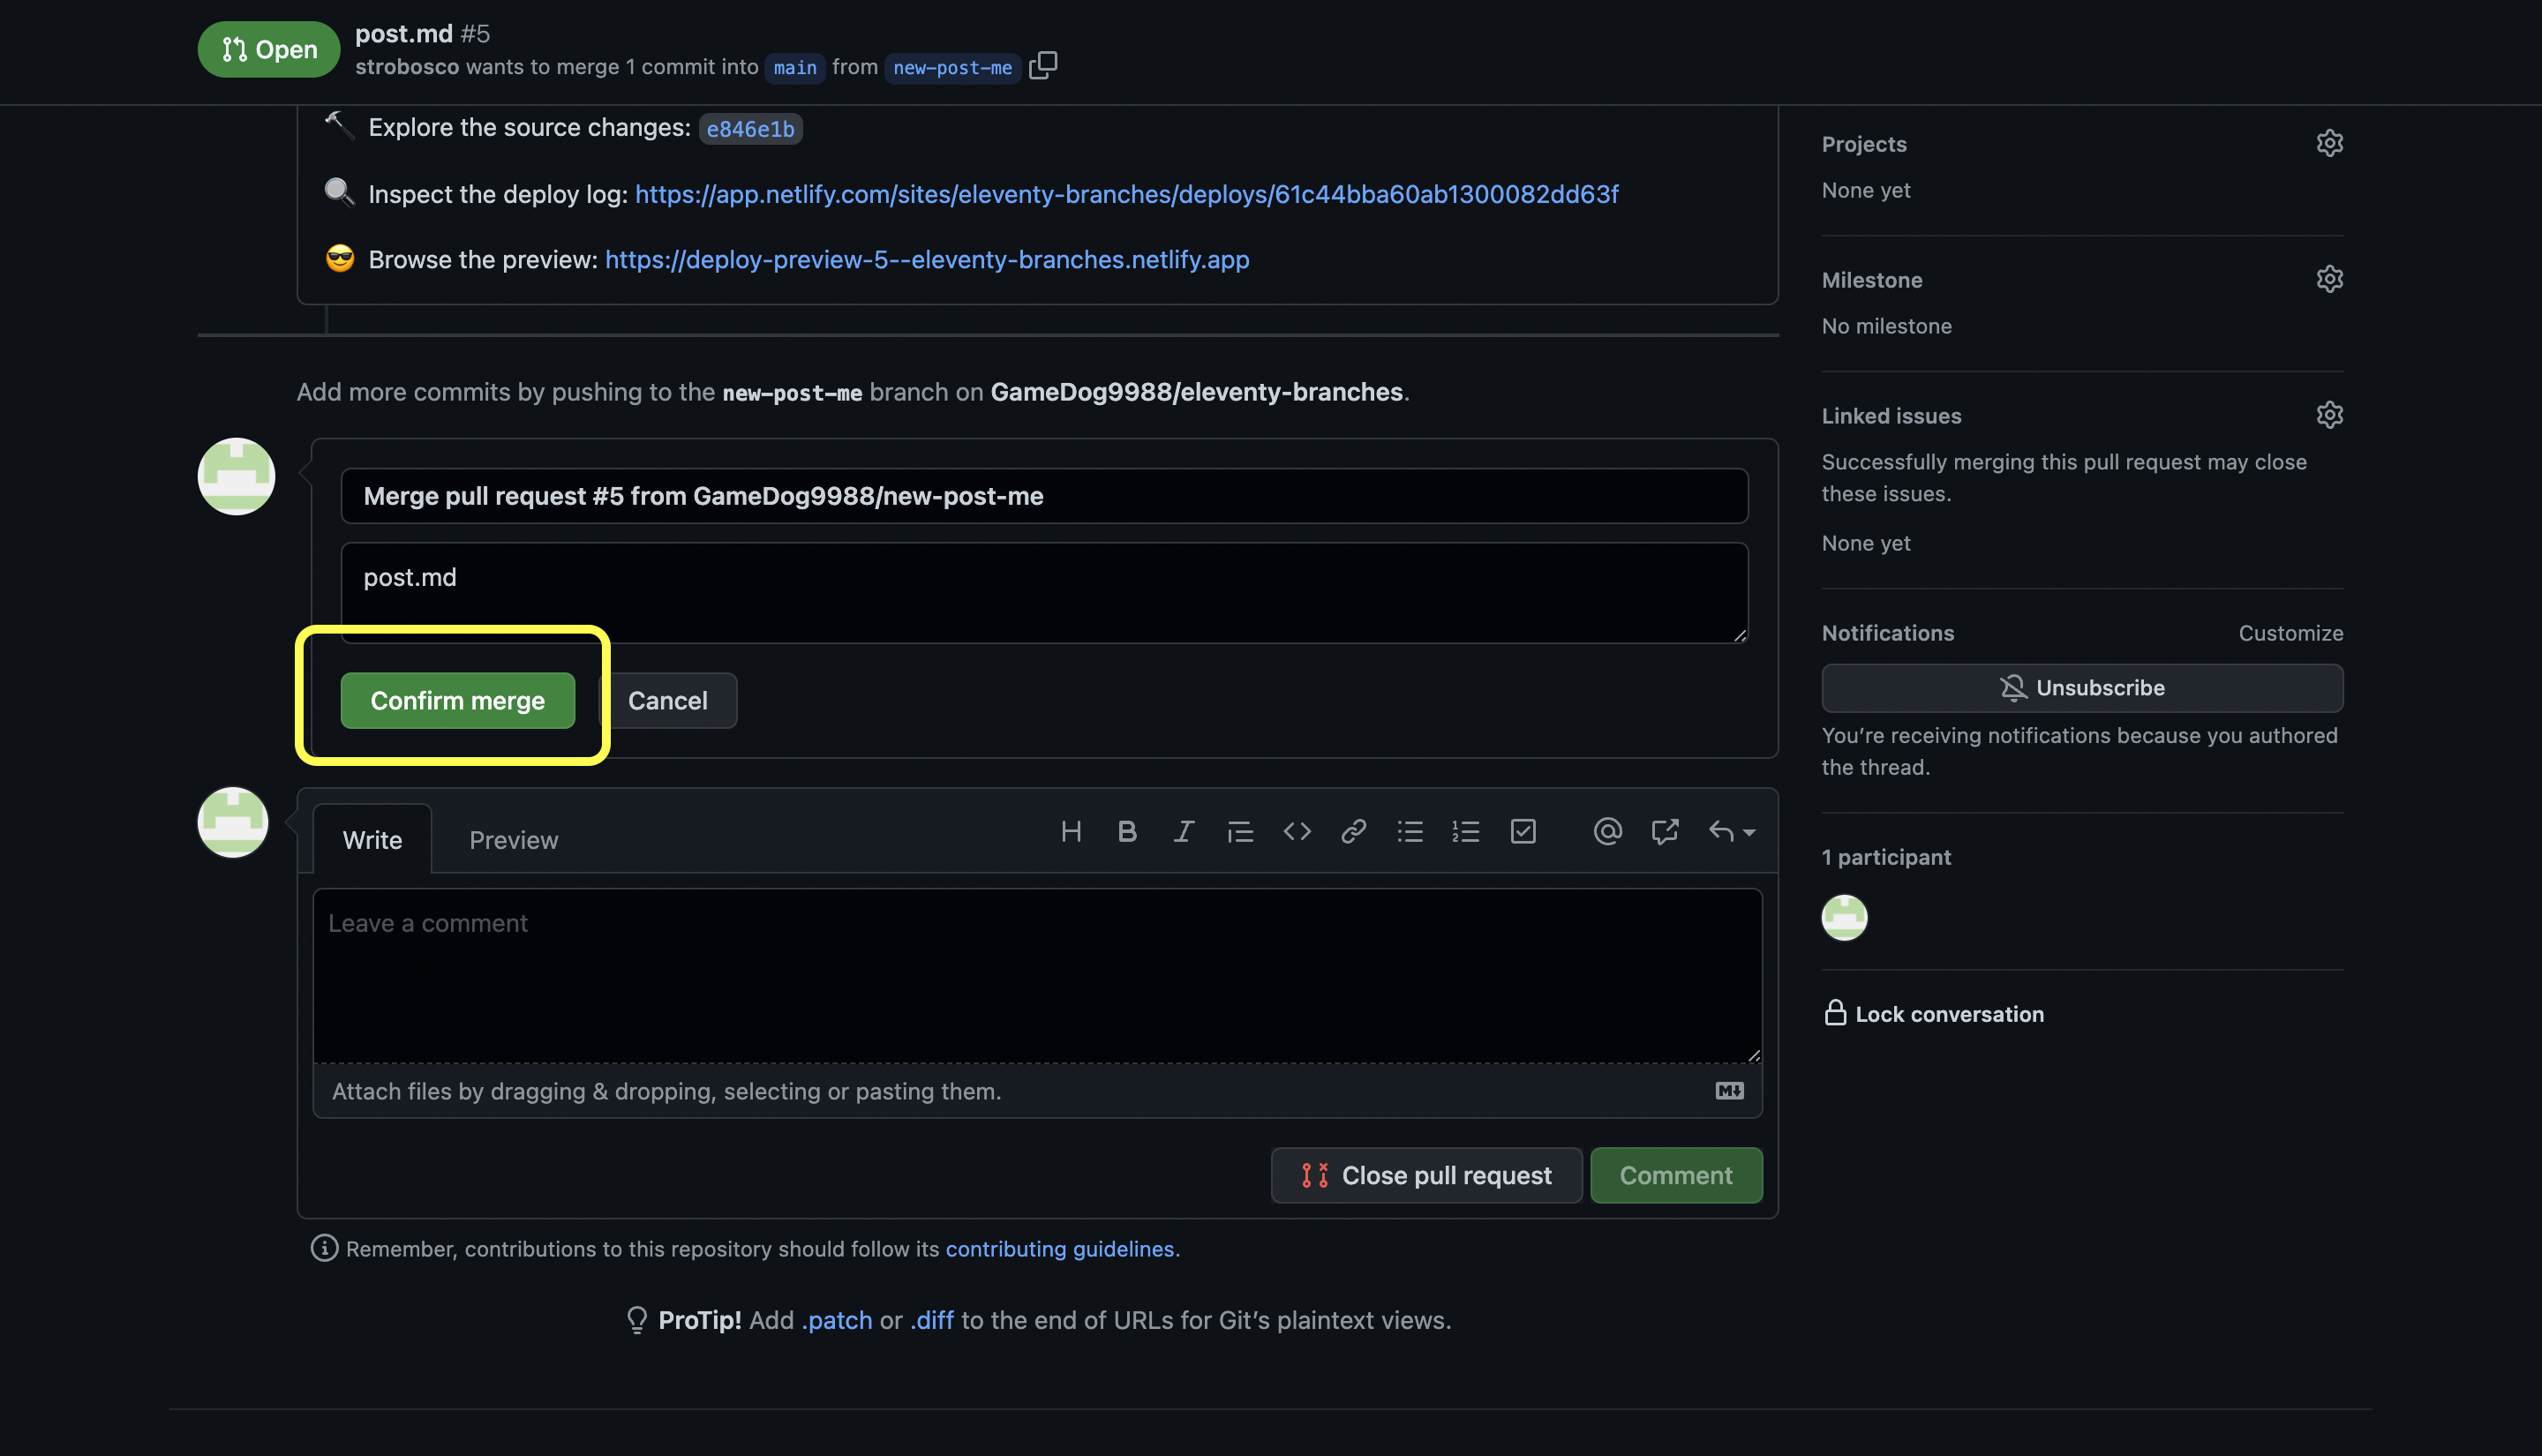 Open
post.md #5
strobosco wants to merge 1 commit into main from new-post-me
Explore the source changes: e846e1b
Inspect the deploy log: https://app.netlify.com/sites/eleventy-branches/deploys/61c44bba60ab1300082dd63f
Browse the preview: https://deploy-preview-5--eleventy-branches.netlify.app
Add more commits by pushing to the new-post-me branch on GameDog9988/eleventy-branches.
Merge pull request #5 from GameDog9988/new-post-me
post.md
Confirm merge
Cancel
Write
Preview
Leave a comment
Attach files by dragging & dropping, selecting or pasting them.
Close pull request
Comment
Remember, contributions to this repository should follow its contributing guidelines.
ProTip! Add .patch or .diff to the end of URLs for Git’s plaintext views.
Projects
None yet
Milestone
No milestone
Linked issues
Successfully merging this pull request may close
these issues.
None yet
Notifications
Customize
Unsubscribe
You’re receiving notifications because you authored
the thread.
1 participant
Lock conversation